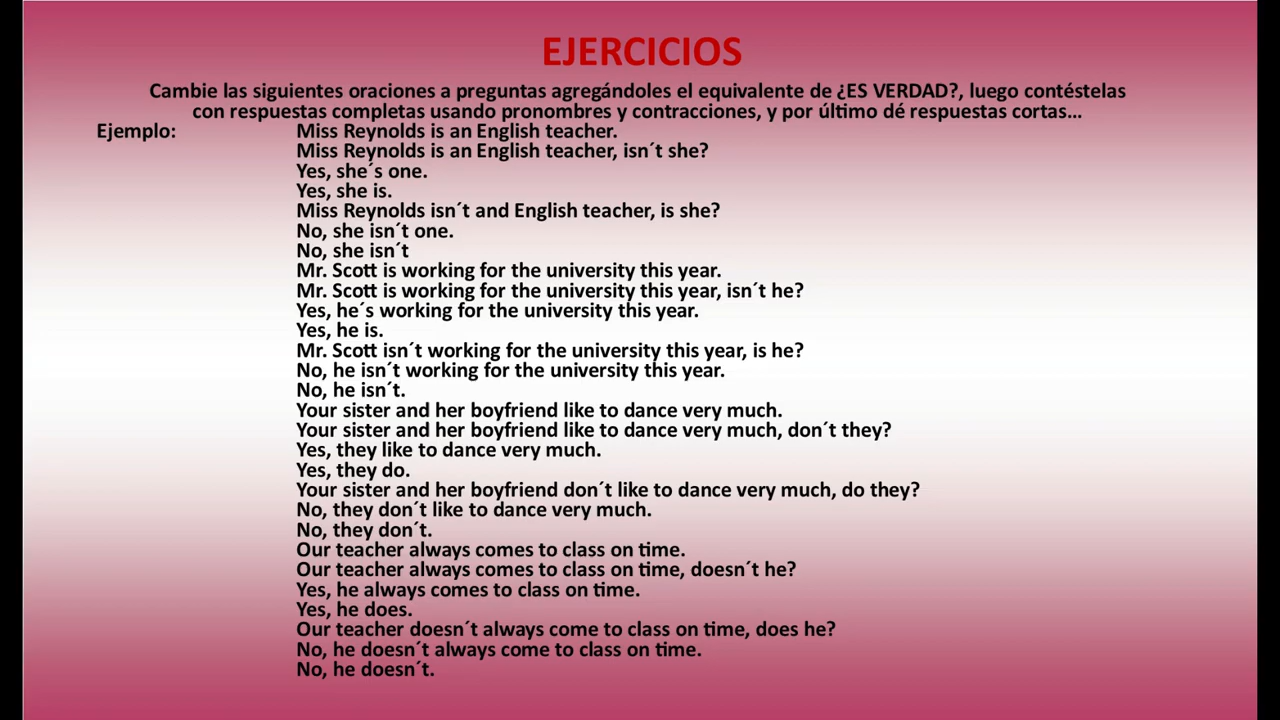 EJERCICIOS
Cambie las siguientes oraciones a preguntas agregándoles el equivalente de ¿ES VERDAD?, luego contéstelas
con respuestas completas usando pronombres y contracciones, y por último dé respuestas cortas...
Ejemplo: Miss Reynolds is an English teacher.
Miss Reynolds is an English teacher, isn´t she?
Yes, she´s one.
Yes, she is.
Miss Reynolds isn´t and English teacher, is she?
No, she isn´t one.
No, she isn´t
Mr. Scott is working for the university this year.
Mr. Scott is working for the university this year, isn´t he?
Yes, he´s working for the university this year.
Yes, he is.
Mr. Scott isn´t working for the university this year, is he?
No, he isn´t working for the university this year.
No, he isn´t.
Your sister and her boyfriend like to dance very much.
Your sister and her boyfriend like to dance very much, don´t they?
Yes, they like to dance very much.
Yes, they do.
Your sister and her boyfriend don´t like to dance very much, do they?
No, they don´t like to dance very much.
No, they don´t.
Our teacher always comes to class on time.
Our teacher always comes to class on time, doesn´t he?
Yes, he always comes to class on time.
Yes, he does.
Our teacher doesn´t always come to class on time, does he?
No, he doesn´t always come to class on time.
No, he doesn´t.